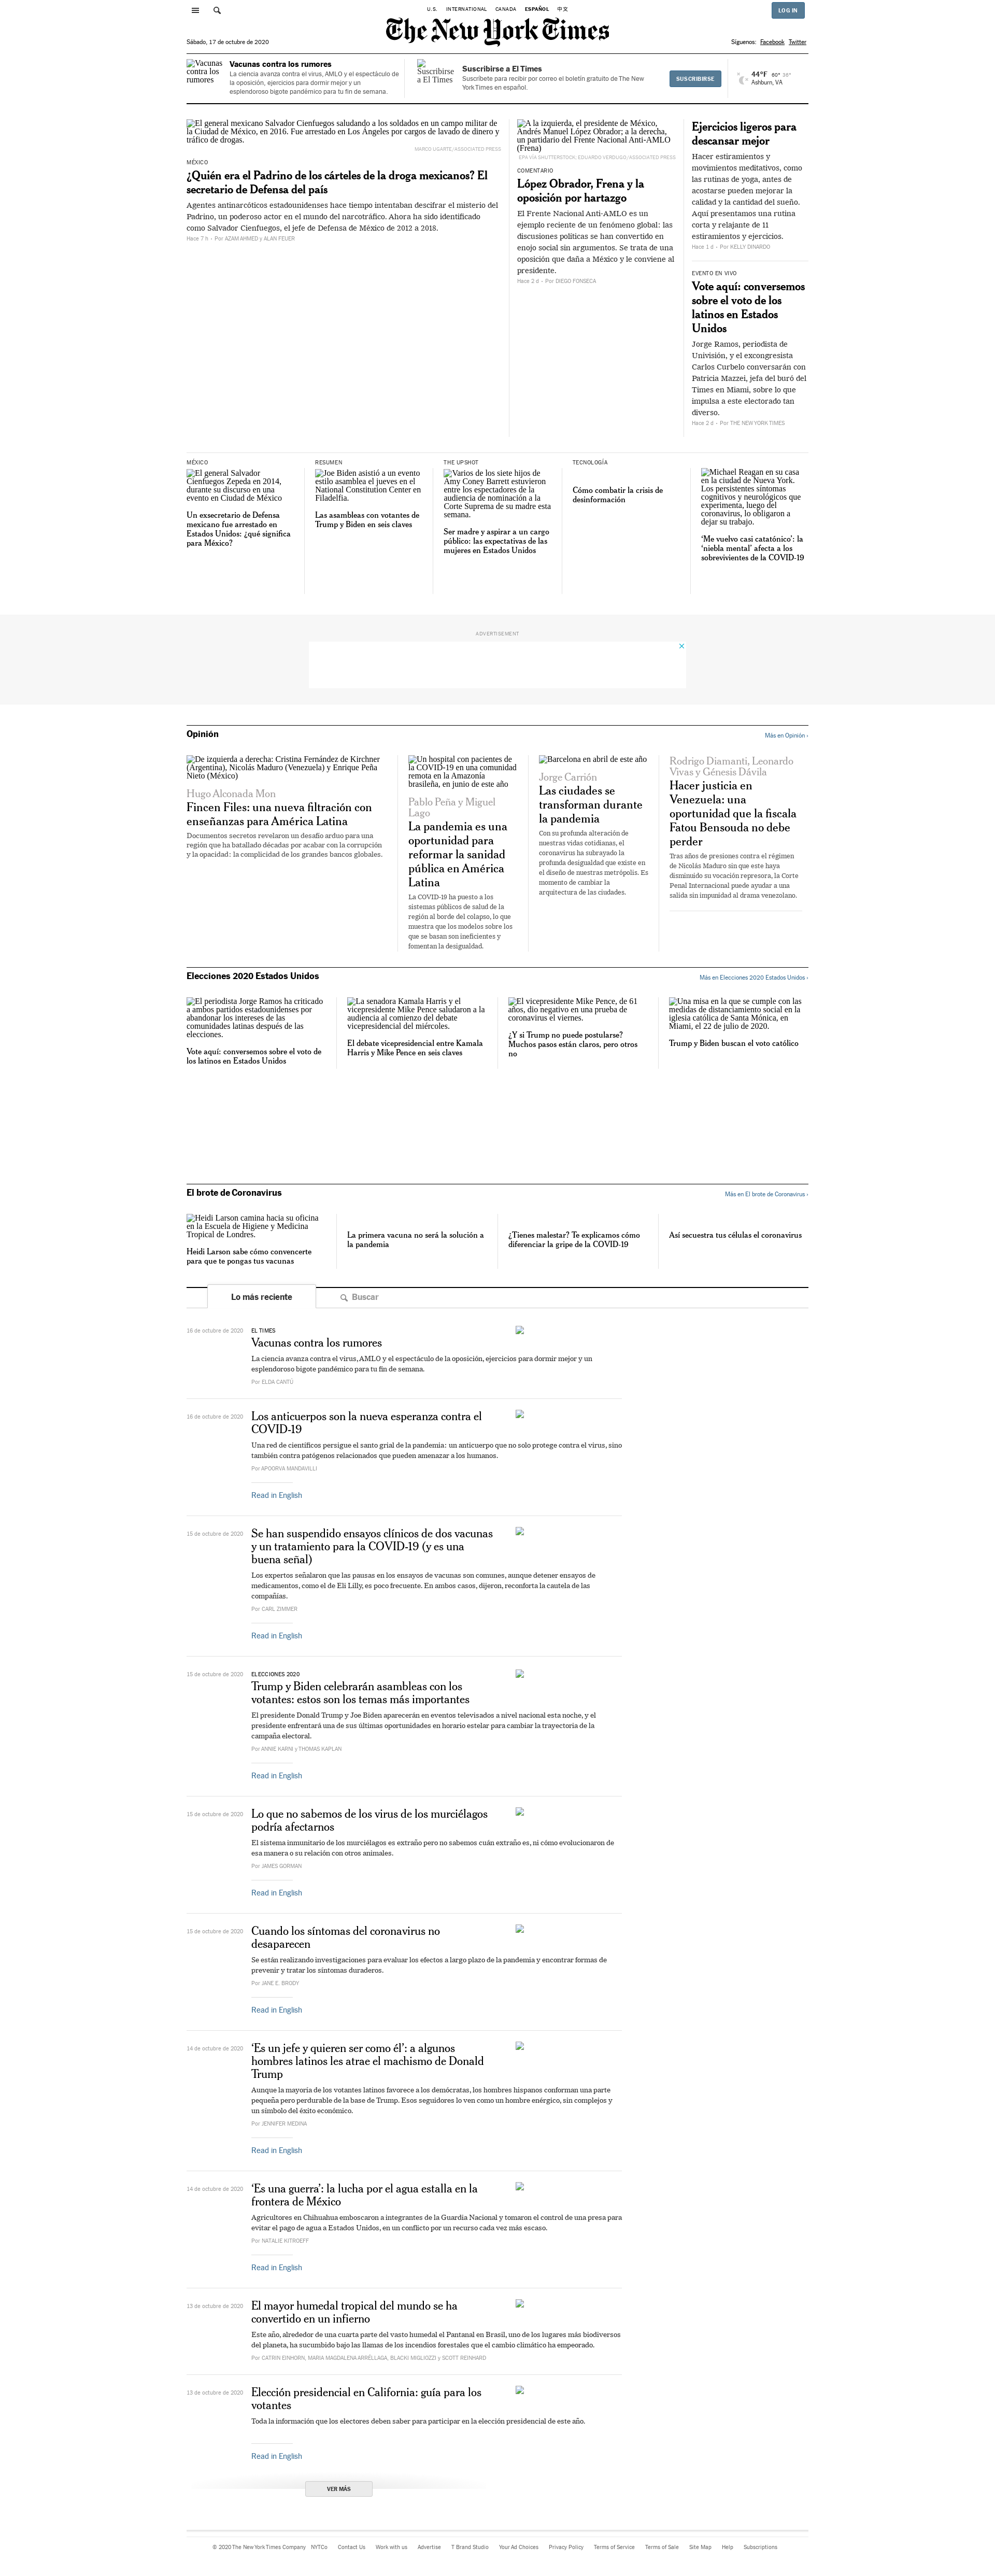 U.S. INTERNATIONAL CANADA ESPAÑOL 中文
LOG IN
The New York Times
Sábado, 17 de octubre de 2020
Síguenos: Facebook Twitter
Vacunas contra los rumores
Vacunas contra los rumores
La ciencia avanza contra el virus, AMLO y el espectáculo de
la oposición, ejercicios para dormir mejor y un
esplendoroso bigote pandémico para tu fin de semana.
Suscribirse a El Times
Suscribirse a El Times
Suscríbete para recibir por correo el boletín gratuito de The New
York Times en español.
SUSCRIBIRSE
44°F 60° 39°
Ashburn, VA
El general mexicano Salvador Cienfuegos saludando a los soldados en un campo militar de
la Ciudad de México, en 2016. Fue arrestado en Los Ángeles por cargos de lavado de dinero y
tráfico de drogas.
MARCO UGARTE/ASSOCIATED PRESS
MÉXICO
¿Quién era el Padrino de los cárteles de la droga mexicanos? El
secretario de Defensa del país
Agentes antinarcóticos estadounidenses hace tiempo intentaban descifrar el misterio del
Padrino, un poderoso actor en el mundo del narcotráfico. Ahora ha sido identificado
como Salvador Cienfuegos, el jefe de Defensa de México de 2012 a 2018.
Hace 7 h – Por AZAM AHMED y ALAN FEUER
A la izquierda, el presidente de México,
Andrés Manuel López Obrador; a la derecha,
un partidario del Frente Nacional Anti-AMLO
(Frena)
EPA VÍA SHUTTERSTOCK; EDUARDO VERDUGO/ASSOCIATED PRESS
COMENTARIO
López Obrador, Frena y la
oposición por hartazgo
El Frente Nacional Anti-AMLO es un
ejemplo reciente de un fenómeno global: las
discusiones políticas se han convertido en
enojo social sin argumentos. Se trata de una
oposición que daña a México y le conviene al
presidente.
Hace 2 d – Por DIEGO FONSECA
Ejercicios ligeros para
descansar mejor
Hacer estiramientos y
movimientos meditativos, como
las rutinas de yoga, antes de
acostarse pueden mejorar la
calidad y la cantidad del sueño.
Aquí presentamos una rutina
corta y relajante de 11
estiramientos y ejercicios.
Hace 1 d – Por KELLY DINARDO
EVENTO EN VIVO
Vote aquí: conversemos
sobre el voto de los
latinos en Estados
Unidos
Jorge Ramos, periodista de
Univisión, y el excongresista
Carlos Curbelo conversarán con
Patricia Mazzei, jefa del buró del
Times en Miami, sobre lo que
impulsa a este electorado tan
diverso.
Hace 2 d – Por THE NEW YORK TIMES
MÉXICO
El general Salvador
Cienfuegos Zepeda en 2014,
durante su discurso en una
evento en Ciudad de México
Un exsecretario de Defensa
mexicano fue arrestado en
Estados Unidos: ¿qué significa
para México?
RESUMEN
Joe Biden asistió a un evento
estilo asamblea el jueves en el
National Constitution Center en
Filadelfia.
Las asambleas con votantes de
Trump y Biden en seis claves
THE UPSHOT
Varios de los siete hijos de
Amy Coney Barrett estuvieron
entre los espectadores de la
audiencia de nominación a la
Corte Suprema de su madre esta
semana.
Ser madre y aspirar a un cargo
público: las expectativas de las
mujeres en Estados Unidos
TECNOLOGÍA
Cómo combatir la crisis de
desinformación
Michael Reagan en su casa
en la ciudad de Nueva York.
Los persistentes síntomas
cognitivos y neurológicos que
experimenta, luego del
coronavirus, lo obligaron a
dejar su trabajo.
‘Me vuelvo casi catatónico’: la
‘niebla mental’ afecta a los
sobrevivientes de la COVID-19
ADVERTISEMENT
Opinión
Más en Opinión ›
De izquierda a derecha: Cristina Fernández de Kirchner
(Argentina), Nicolás Maduro (Venezuela) y Enrique Peña
Nieto (México)
Hugo Alconada Mon
Fincen Files: una nueva filtración con
enseñanzas para América Latina
Documentos secretos revelaron un desafío arduo para una
región que ha batallado décadas por acabar con la corrupción
y la opacidad: la complicidad de los grandes bancos globales.
Un hospital con pacientes de
la COVID-19 en una comunidad
remota en la Amazonía
brasileña, en junio de este año
Pablo Peña y Miguel
Lago
La pandemia es una
oportunidad para
reformar la sanidad
pública en América
Latina
La COVID-19 ha puesto a los
sistemas públicos de salud de la
región al borde del colapso, lo que
muestra que los modelos sobre los
que se basan son ineficientes y
fomentan la desigualdad.
Barcelona en abril de este año
Jorge Carrión
Las ciudades se
transforman durante
la pandemia
Con su profunda alteración de
nuestras vidas cotidianas, el
coronavirus ha subrayado la
profunda desigualdad que existe en
el diseño de nuestras metrópolis. Es
momento de cambiar la
arquitectura de las ciudades.
Rodrigo Diamanti, Leonardo
Vivas y Génesis Dávila
Hacer justicia en
Venezuela: una
oportunidad que la fiscala
Fatou Bensouda no debe
perder
Tras años de presiones contra el régimen
de Nicolás Maduro sin que este haya
disminuido su vocación represora, la Corte
Penal Internacional puede ayudar a una
salida sin impunidad al drama venezolano.
Elecciones 2020 Estados Unidos
Más en Elecciones 2020 Estados Unidos ›
El periodista Jorge Ramos ha criticado
a ambos partidos estadounidenses por
abandonar los intereses de las
comunidades latinas después de las
elecciones.
Vote aquí: conversemos sobre el voto de
los latinos en Estados Unidos
La senadora Kamala Harris y el
vicepresidente Mike Pence saludaron a la
audiencia al comienzo del debate
vicepresidencial del miércoles.
El debate vicepresidencial entre Kamala
Harris y Mike Pence en seis claves
El vicepresidente Mike Pence, de 61
años, dio negativo en una prueba de
coronavirus el viernes.
¿Y si Trump no puede postularse?
Muchos pasos están claros, pero otros
no
Una misa en la que se cumple con las
medidas de distanciamiento social en la
iglesia católica de Santa Mónica, en
Miami, el 22 de julio de 2020.
Trump y Biden buscan el voto católico
El brote de Coronavirus
Más en El brote de Coronavirus ›
Heidi Larson camina hacia su oficina
en la Escuela de Higiene y Medicina
Tropical de Londres.
Heidi Larson sabe cómo convencerte
para que te pongas tus vacunas
La primera vacuna no será la solución a
la pandemia
¿Tienes malestar? Te explicamos cómo
diferenciar la gripe de la COVID-19
Así secuestra tus células el coronavirus
Lo más reciente
Buscar
16 de octubre de 2020
EL TIMES
Vacunas contra los rumores
La ciencia avanza contra el virus, AMLO y el espectáculo de la oposición, ejercicios para dormir mejor y un
esplendoroso bigote pandémico para tu fin de semana.
Por ELDA CANTÚ
16 de octubre de 2020
Los anticuerpos son la nueva esperanza contra el
COVID-19
Una red de científicos persigue el santo grial de la pandemia: un anticuerpo que no solo protege contra el virus, sino
también contra patógenos relacionados que pueden amenazar a los humanos.
Por APOORVA MANDAVILLI
Read in English
15 de octubre de 2020
Se han suspendido ensayos clínicos de dos vacunas
y un tratamiento para la COVID-19 (y es una
buena señal)
Los expertos señalaron que las pausas en los ensayos de vacunas son comunes, aunque detener ensayos de
medicamentos, como el de Eli Lilly, es poco frecuente. En ambos casos, dijeron, reconforta la cautela de las
compañías.
Por CARL ZIMMER
Read in English
15 de octubre de 2020
ELECCIONES 2020
Trump y Biden celebrarán asambleas con los
votantes: estos son los temas más importantes
El presidente Donald Trump y Joe Biden aparecerán en eventos televisados a nivel nacional esta noche, y el
presidente enfrentará una de sus últimas oportunidades en horario estelar para cambiar la trayectoria de la
campaña electoral.
Por ANNIE KARNI y THOMAS KAPLAN
Read in English
15 de octubre de 2020
Lo que no sabemos de los virus de los murciélagos
podría afectarnos
El sistema inmunitario de los murciélagos es extraño pero no sabemos cuán extraño es, ni cómo evolucionaron de
esa manera o su relación con otros animales.
Por JAMES GORMAN
Read in English
15 de octubre de 2020
Cuando los síntomas del coronavirus no
desaparecen
Se están realizando investigaciones para evaluar los efectos a largo plazo de la pandemia y encontrar formas de
prevenir y tratar los síntomas duraderos.
Por JANE E. BRODY
Read in English
14 de octubre de 2020
‘Es un jefe y quieren ser como él’: a algunos
hombres latinos les atrae el machismo de Donald
Trump
Aunque la mayoría de los votantes latinos favorece a los demócratas, los hombres hispanos conforman una parte
pequeña pero perdurable de la base de Trump. Esos seguidores lo ven como un hombre enérgico, sin complejos y
un símbolo del éxito económico.
Por JENNIFER MEDINA
Read in English
14 de octubre de 2020
‘Es una guerra’: la lucha por el agua estalla en la
frontera de México
Agricultores en Chihuahua emboscaron a integrantes de la Guardia Nacional y tomaron el control de una presa para
evitar el pago de agua a Estados Unidos, en un conflicto por un recurso cada vez más escaso.
Por NATALIE KITROEFF
Read in English
13 de octubre de 2020
El mayor humedal tropical del mundo se ha
convertido en un infierno
Este año, alrededor de una cuarta parte del vasto humedal el Pantanal en Brasil, uno de los lugares más biodiversos
del planeta, ha sucumbido bajo las llamas de los incendios forestales que el cambio climático ha empeorado.
Por CATRIN EINHORN, MARIA MAGDALENA ARRÉLLAGA, BLACKI MIGLIOZZI y SCOTT REINHARD
13 de octubre de 2020
Elección presidencial en California: guía para los
votantes
Toda la información que los electores deben saber para participar en la elección presidencial de este año.
Read in English
VER MÁS
© 2020 The New York Times Company NYTCo Contact Us Work with us Advertise T Brand Studio Your Ad Choices Privacy Policy Terms of Service Terms of Sale Site Map Help Subscriptions